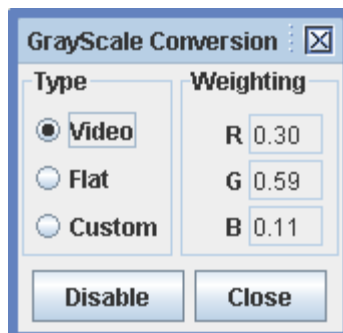 GrayScale Conversion
Type
Weighting
Video
R 0.30
Flat
G 0.59
Custom
B 0.11
Disable
Close